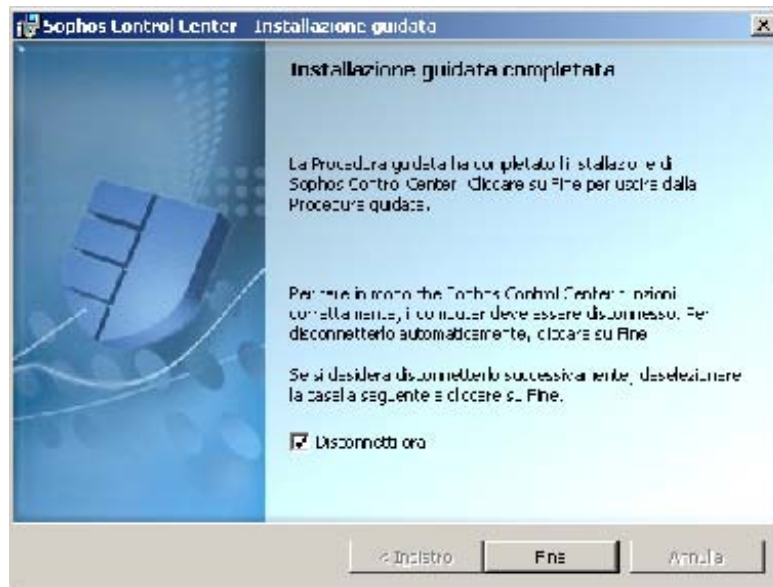 Sophos Control Center Installazione guidata
Installazione guidata completata
La Procedura guidata ha completato l'installazione di
Sophos Control Center. Cliccare su Fine per uscire dalla
Procedura guidata.
Per fare in modo che Sophos Control Center funzioni
correttamente, il computer deve essere disconnesso. Per
disconnetterlo automaticamente, cliccare su Fine
Se si desidera disconnetterlo successivamente, deselezionare
la casella seguente e cliccare su Fine.
Disconnetti ora
< Indietro Fine Annulla